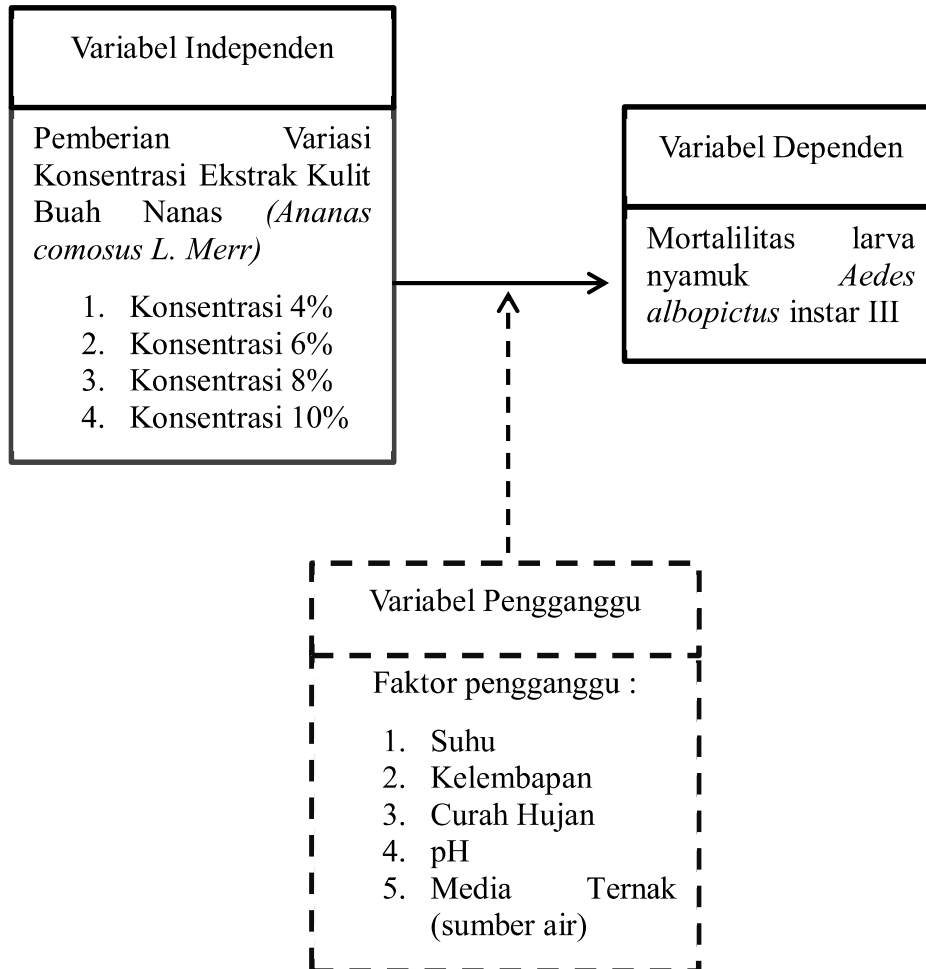 Variabel Independen
Pemberian Variasi
Konsentrasi Ekstrak Kulit
Buah Nanas (Ananas
comosus L. Merr)
1. Konsentrasi 4%
2. Konsentrasi 6%
3. Konsentrasi 8%
4. Konsentrasi 10%
Variabel Dependen
Mortalilitas larva
nyamuk Aedes
albopictus instar III
Variabel Pengganggu
Faktor pengganggu :
1. Suhu
2. Kelembapan
3. Curah Hujan
4. pH
5. Media Ternak
(sumber air)